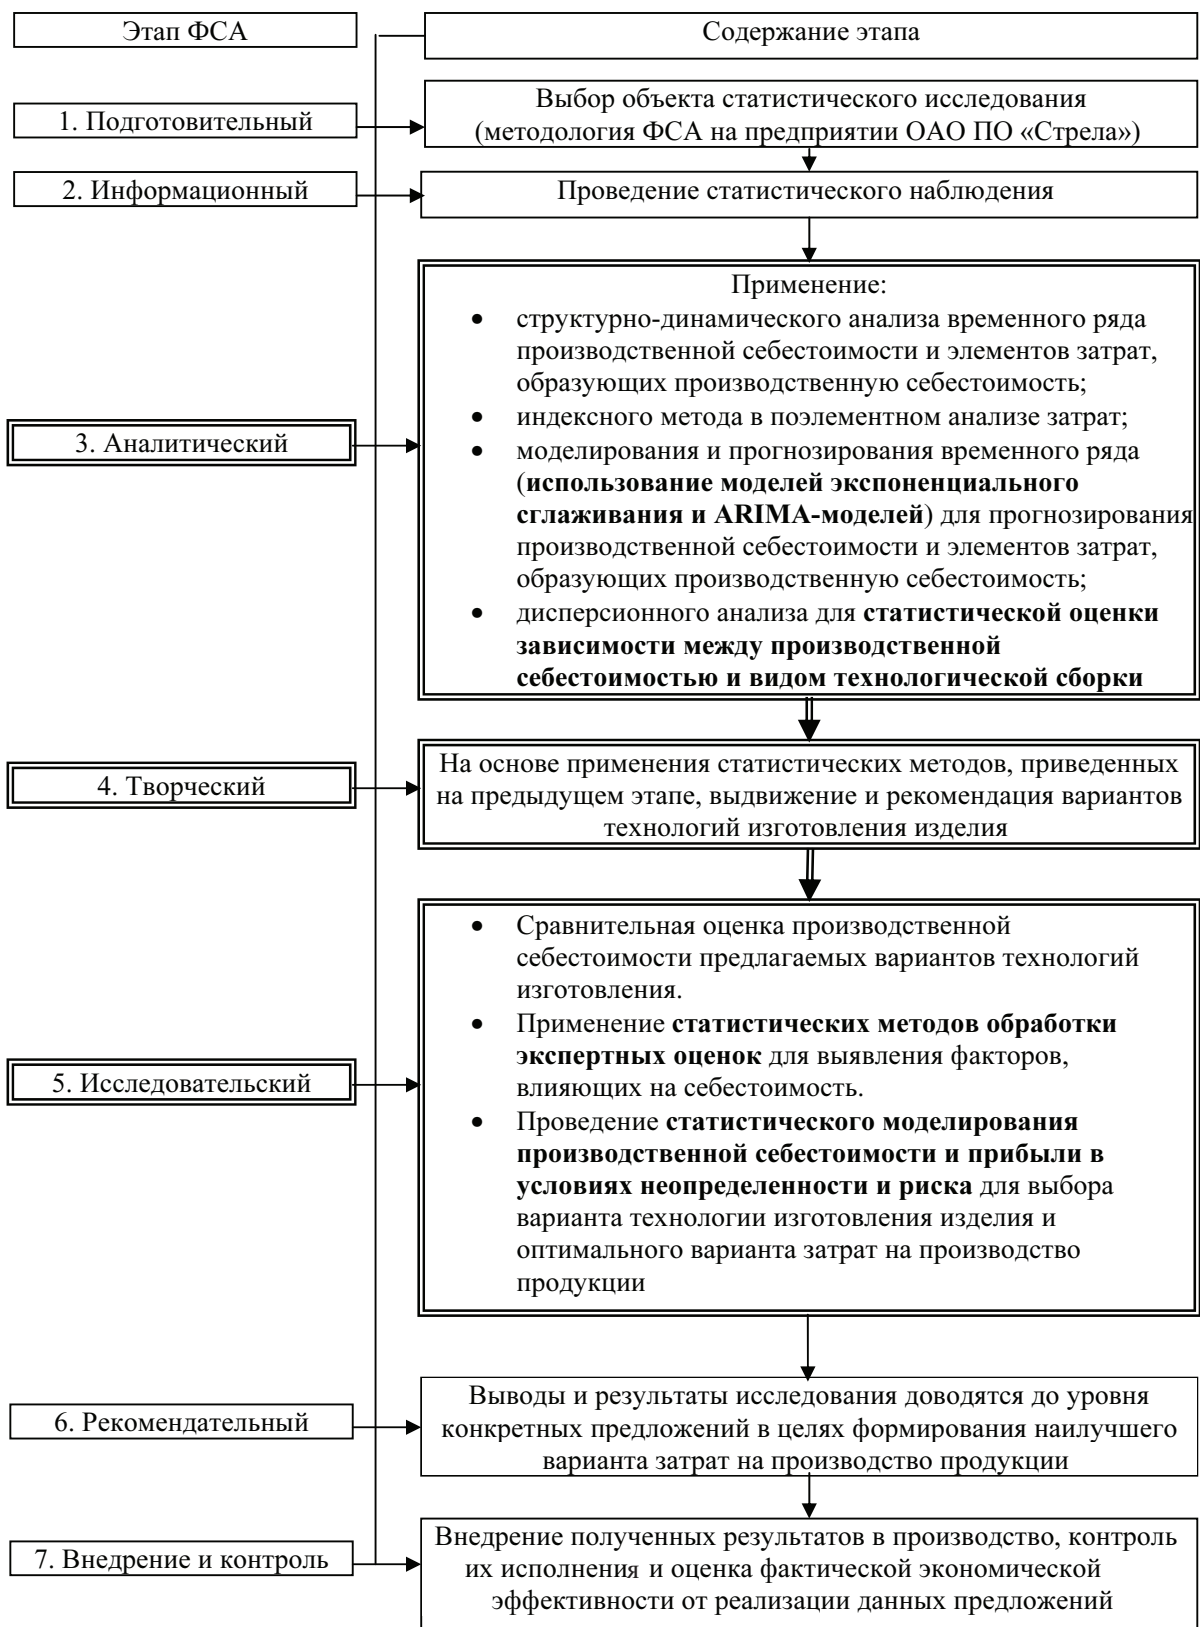 Этап ФСА
Содержание этапа
1. Подготовительный
Выбор объекта статистического исследования
(методология ФСА на предприятии ОАО ПО «Стрела»)
2. Информационный
Проведение статистического наблюдения
3. Аналитический
Применение:
• структурно-динамического анализа временного ряда
производственной себестоимости и элементов затрат,
образующих производственную себестоимость;
• индексного метода в поэлементном анализе затрат;
• моделирования и прогнозирования временного ряда
(использование моделей экспоненциального
сглаживания и ARIMA-моделей) для прогнозирования
производственной себестоимости и элементов затрат,
образующих производственную себестоимость;
• дисперсионного анализа для статистической оценки
зависимости между производственной
себестоимостью и видом технологической сборки
4. Творческий
На основе применения статистических методов, приведенных
на предыдущем этапе, выдвижение и рекомендация вариантов
технологий изготовления изделия
5. Исследовательский
• Сравнительная оценка производственной
себестоимости предлагаемых вариантов технологий
изготовления.
• Применение статистических методов обработки
экспертных оценок для выявления факторов,
влияющих на себестоимость.
• Проведение статистического моделирования
производственной себестоимости и прибыли в
условиях неопределенности и риска для выбора
варианта технологии изготовления изделия и
оптимального варианта затрат на производство
продукции
6. Рекомендательный
Выводы и результаты исследования доводятся до уровня
конкретных предложений в целях формирования наилучшего
варианта затрат на производство продукции
7. Внедрение и контроль
Внедрение полученных результатов в производство, контроль
их исполнения и оценка фактической экономической
эффективности от реализации данных предложений